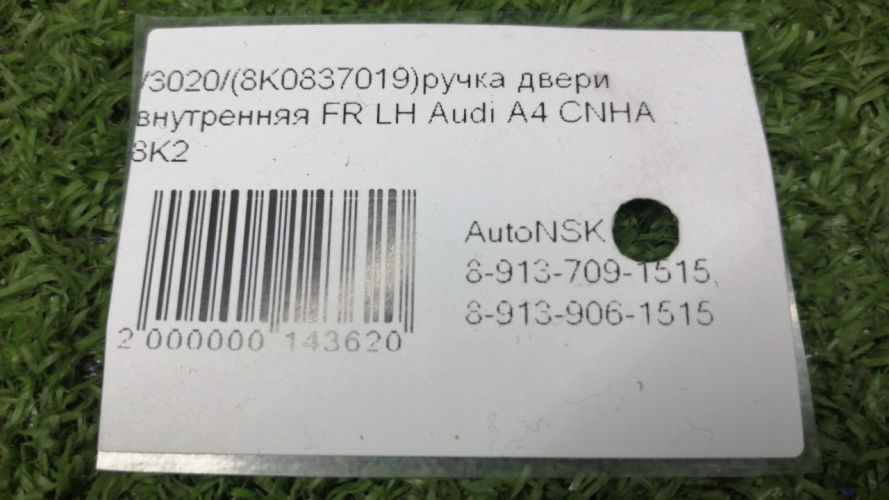 /3020/(8K0837019)ручка двери
внутренняя FR LH Audi A4 CNHA
8K2
AutoNSK
8-913-709-1515,
8-913-906-1515
2 000000 143620